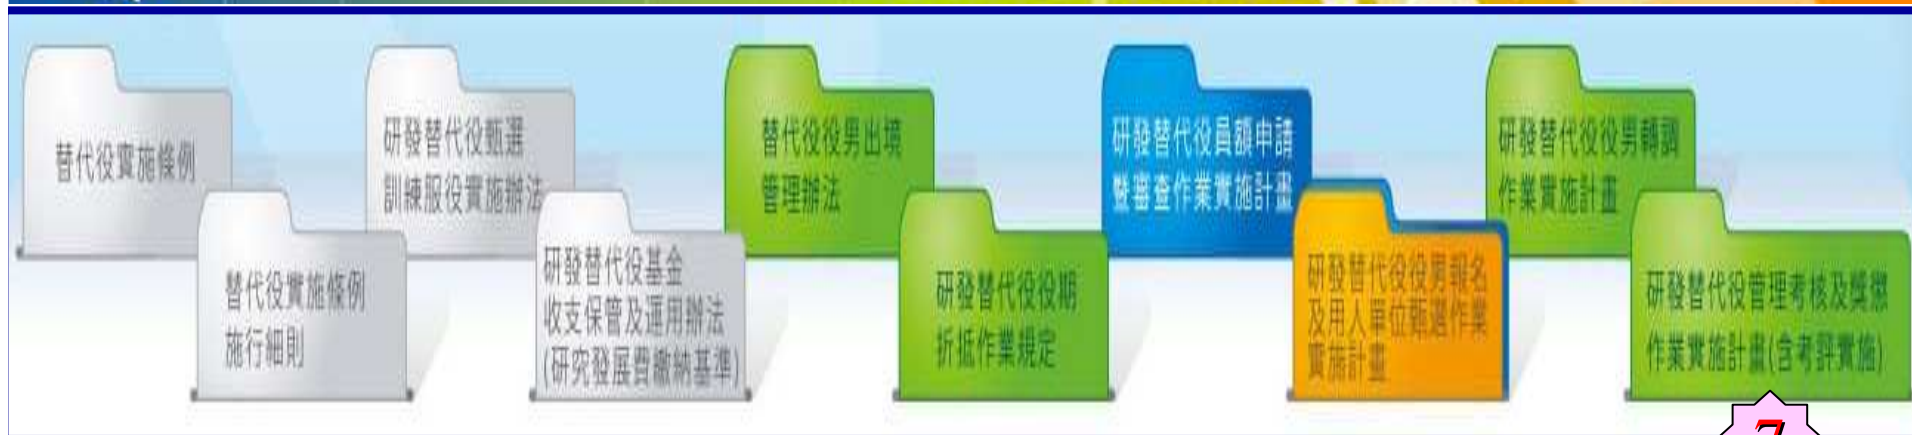 替代役實施條例
替代役實施條例
施行細則
研發替代役甄選
訓練服役實施辦法
研發替代役基金
收支保管及運用辦法
(研究發展費繳納基準)
替代役役男出境
管理辦法
研發替代役役期
折抵作業規定
研發替代役員額申請
暨審查作業實施計畫
研發替代役役男報名
及用人單位甄選作業
實施計畫
研發替代役役男轉調
作業實施計畫
研發替代役管理考核及獎懲
作業實施計畫(含考評實施)
7